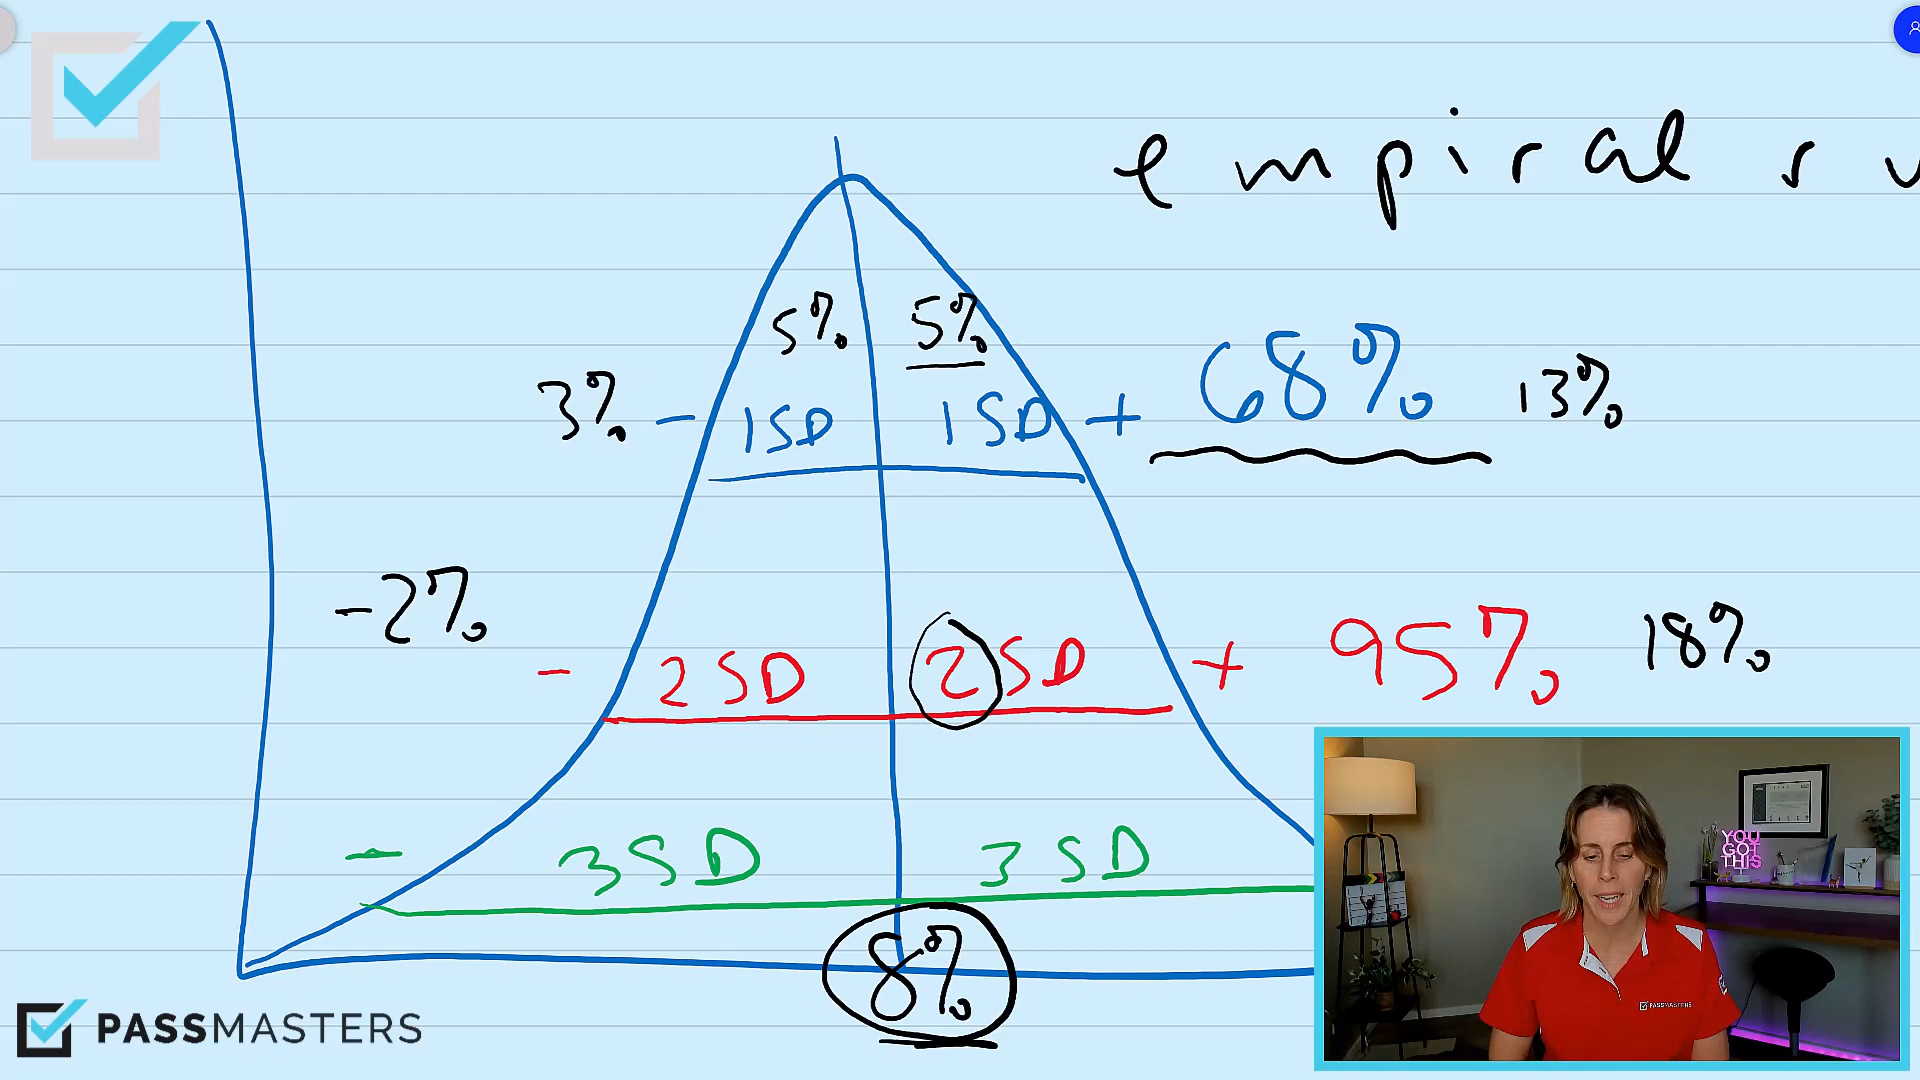 empiral
5% 5%
3% - 1SD 1SD + 68% 13%
-2%
- 2SD 2SD + 95% 18%
- 3SD 3SD
8%
YOU
GOT
THIS
PASSMASTERS
PASSMASTERS